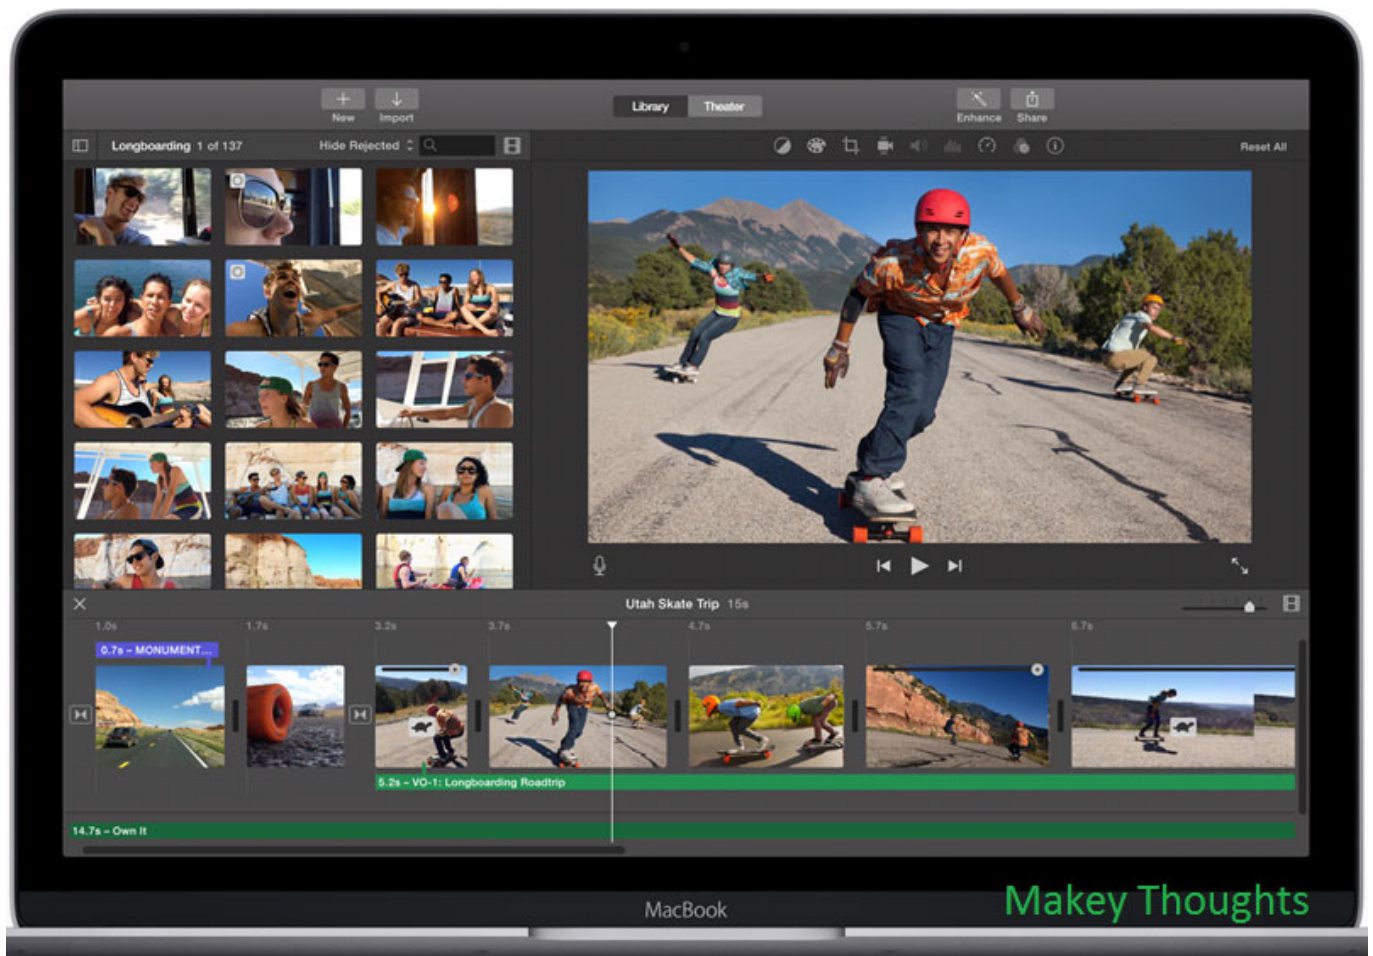 Library Theater
New Import Enhance Share
Longboarding 1 of 137 Hide Rejected Reset All
Utah Skate Trip 15s
1.0s 1.7s 3.2s 3.7s 4.7s 5.7s 6.7s
0.7s – MONUMENT...
5.2s – VO-1: Longboarding Roadtrip
14.7s – Own It
MacBook
Makey Thoughts